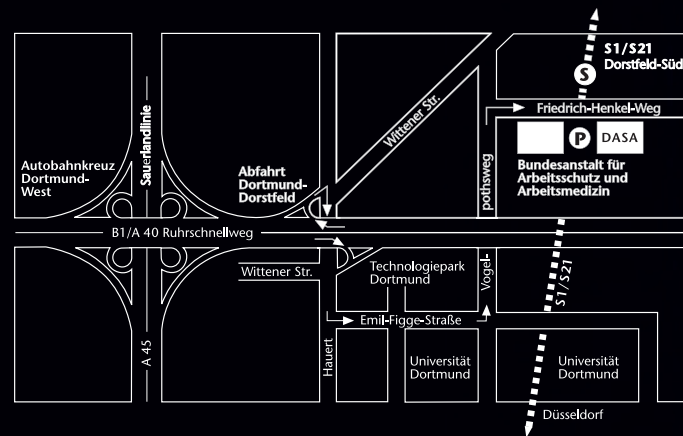 S1/S21
Dorstfeld-Süd
S
Wittener Str.
Friedrich-Henkel-Weg
P
DASA
Sauerlandlinie
Autobahnkreuz
Dortmund-
West
Abfahrt
Dortmund-
Dorstfeld
pothsweg
Bundesanstalt für
Arbeitsschutz und
Arbeitsmedizin
B1/A 40 Ruhrschnellweg
Wittener Str.
Technologiepark
Dortmund
Vogel-
S1/S21
Emil-Figge-Straße
A 45
Hauert
Universität
Dortmund
Universität
Dortmund
Düsseldorf